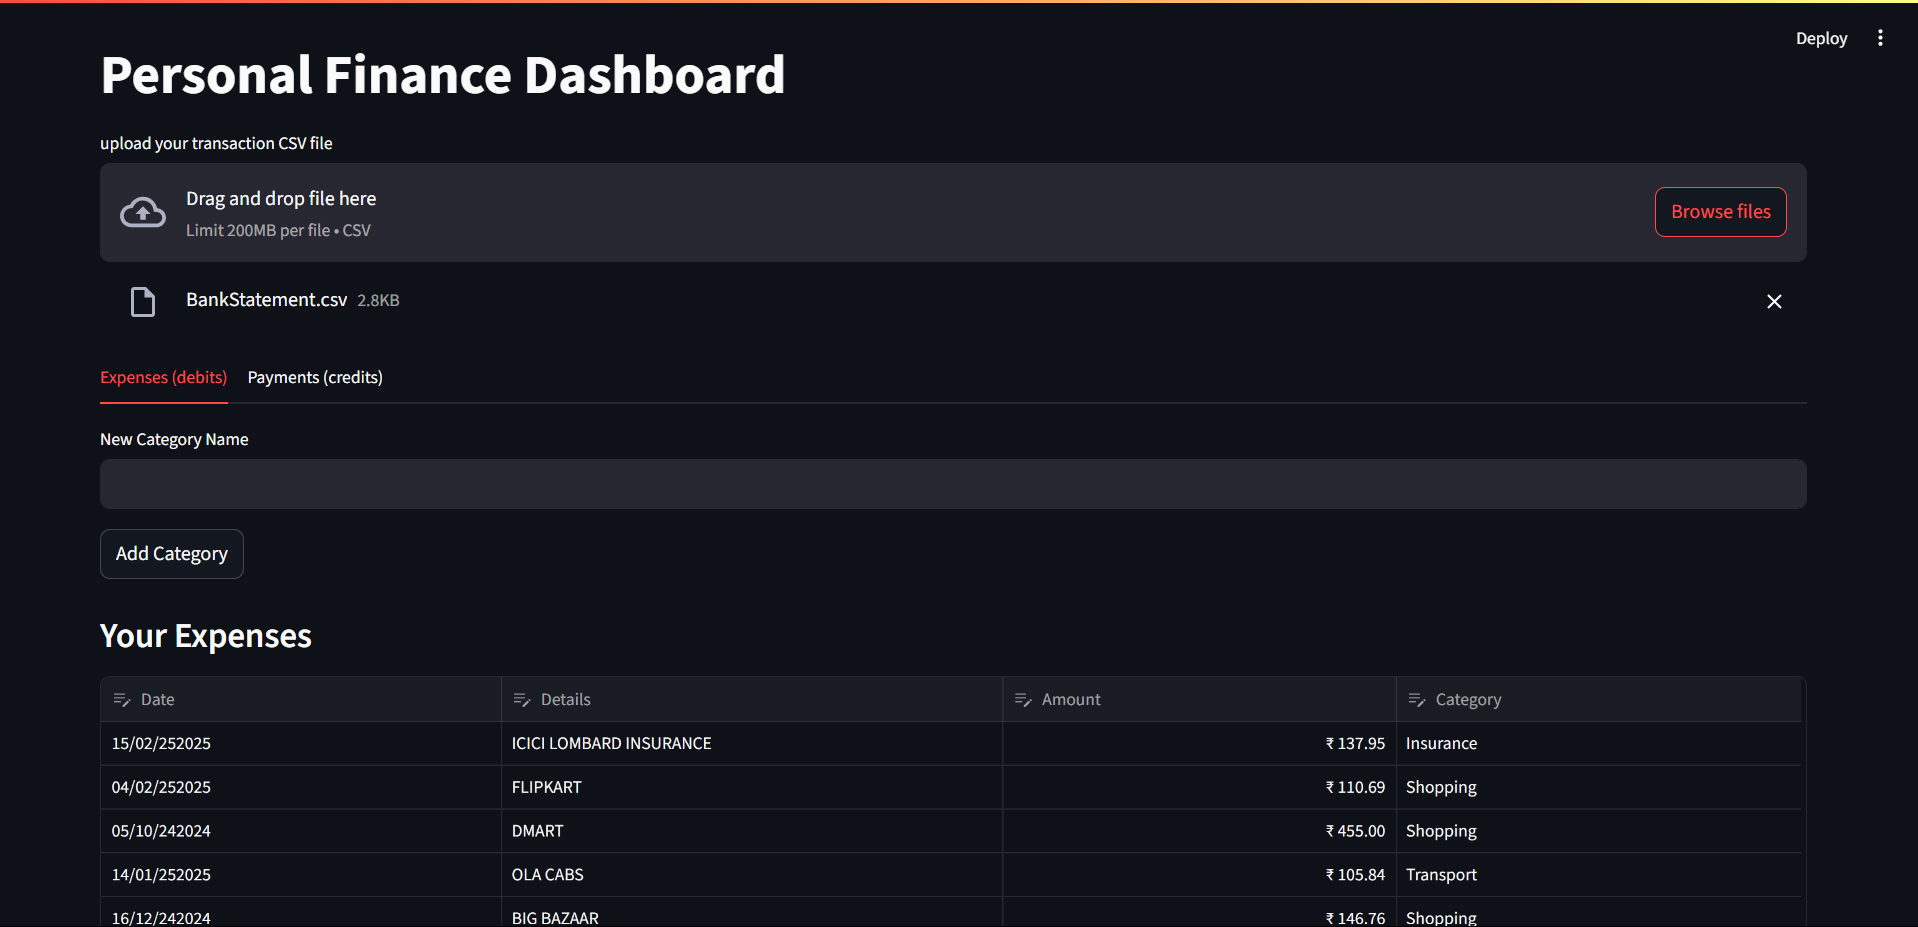 Deploy
Personal Finance Dashboard
upload your transaction CSV file
Drag and drop file here
Limit 200MB per file • CSV
Browse files
BankStatement.csv 2.8KB
Expenses (debits) Payments (credits)
New Category Name
Add Category
Your Expenses
Date Details Amount Category
15/02/252025 ICICI LOMBARD INSURANCE ₹ 137.95 Insurance
04/02/252025 FLIPKART ₹ 110.69 Shopping
05/10/242024 DMART ₹ 455.00 Shopping
14/01/252025 OLA CABS ₹ 105.84 Transport
16/12/242024 BIG BAZAAR ₹ 146.76 Shopping